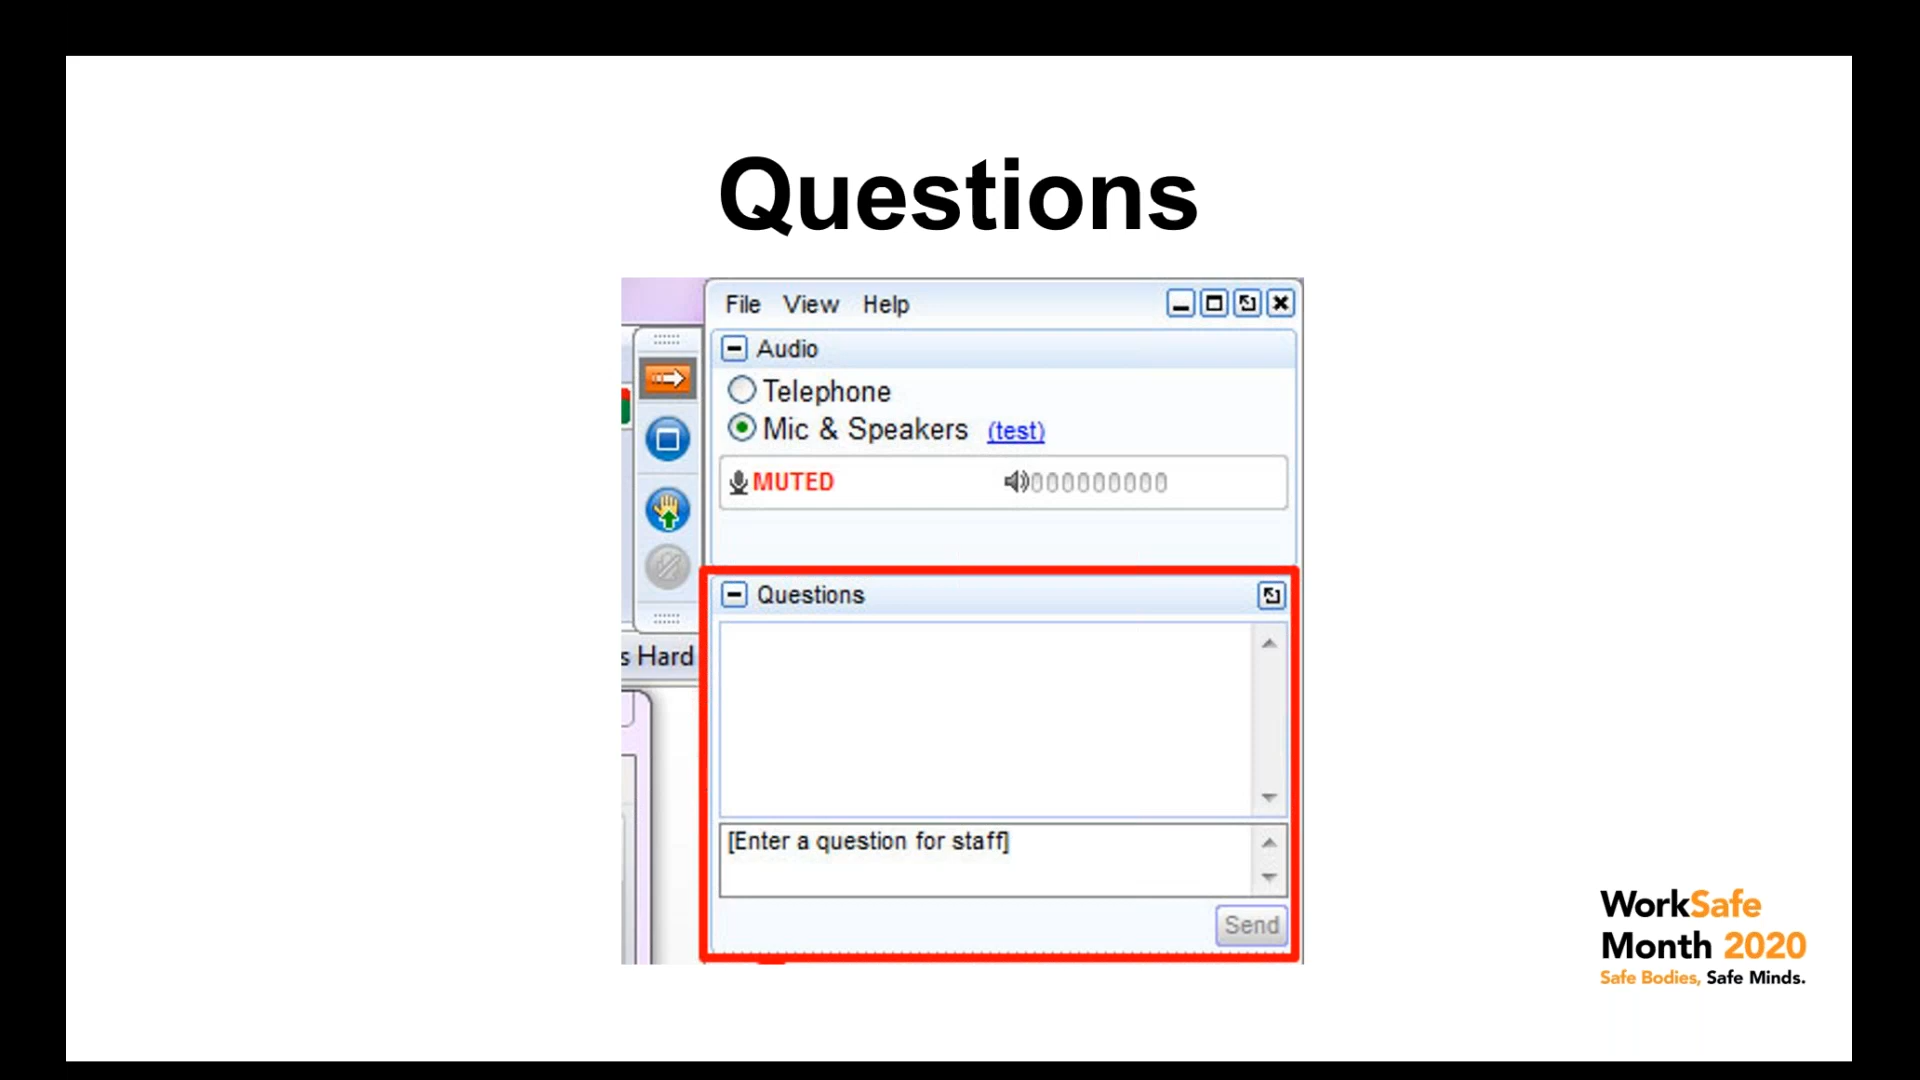 Questions
File View Help
Audio
Telephone
Mic & Speakers (test)
MUTED
Questions
s Hard
[Enter a question for staff]
Send
WorkSafe
Month 2020
Safe Bodies, Safe Minds.